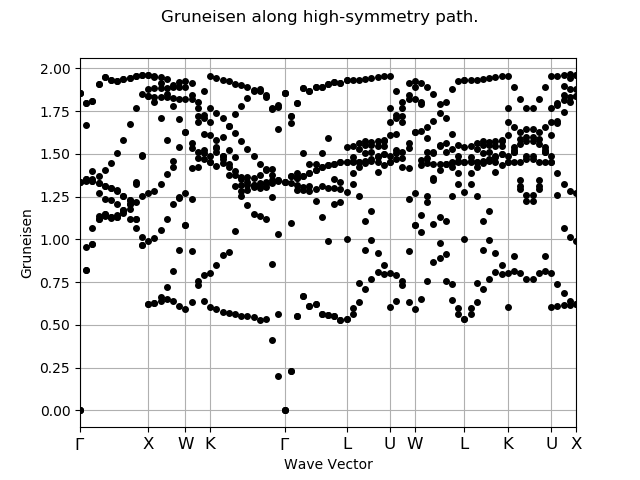 Gruneisen along high-symmetry path.
2.00
1.75
1.50
1.25
1.00
0.75
0.50
0.25
0.00
Gruneisen
Γ X W K Γ L U W L K U X
Wave Vector